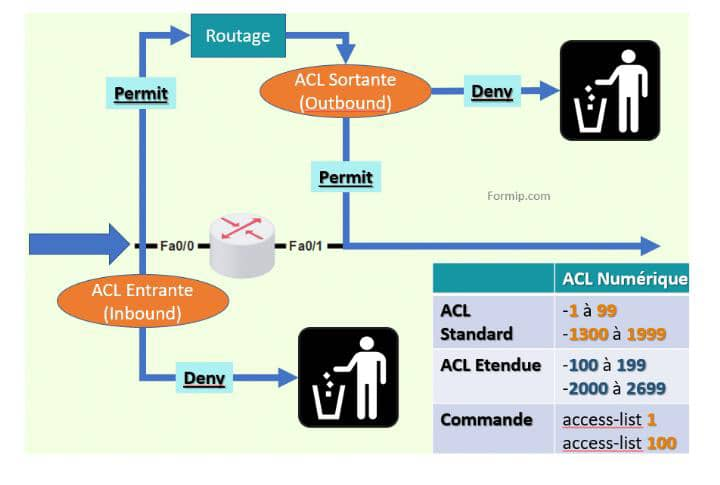 Routage
ACL Sortante
(Outbound)
Permit
Deny
Permit
Formip.com
Fa0/0
Fa0/1
ACL Entrante
(Inbound)
Deny
ACL Numérique
ACL
Standard
-1 à 99
-1300 à 1999
ACL Etendue
-100 à 199
-2000 à 2699
Commande
access-list 1
access-list 100